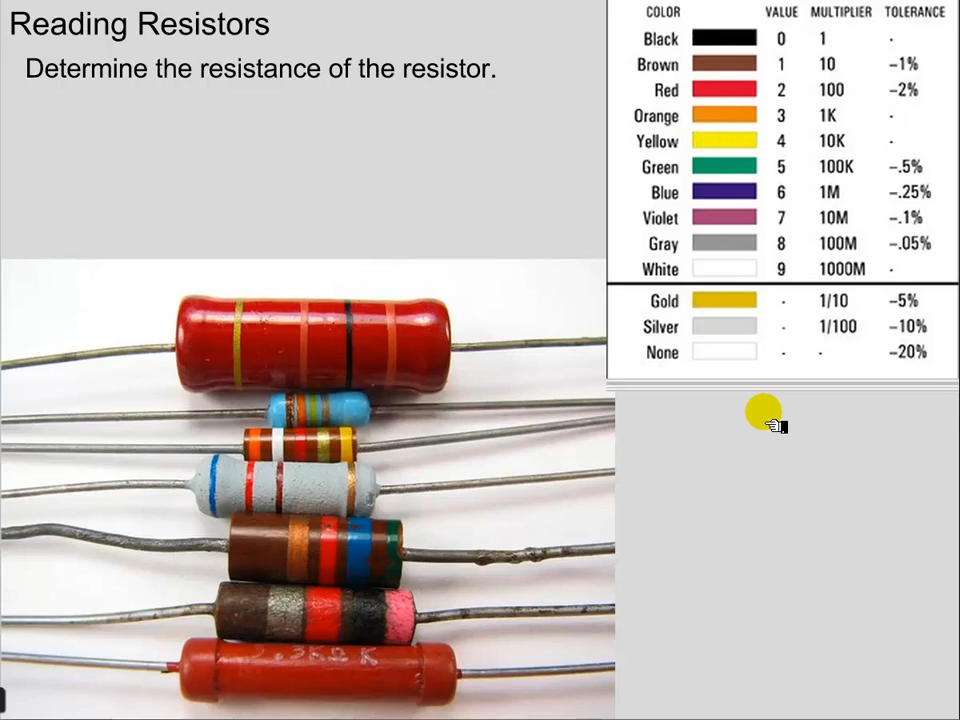 Reading Resistors
Determine the resistance of the resistor.
COLOR VALUE MULTIPLIER TOLERANCE
Black 0 1 .
Brown 1 10 –1%
Red 2 100 –2%
Orange 3 1K .
Yellow 4 10K .
Green 5 100K –.5%
Blue 6 1M –.25%
Violet 7 10M –.1%
Gray 8 100M –.05%
White 9 1000M .
Gold . 1/10 –5%
Silver . 1/100 –10%
None . . –20%